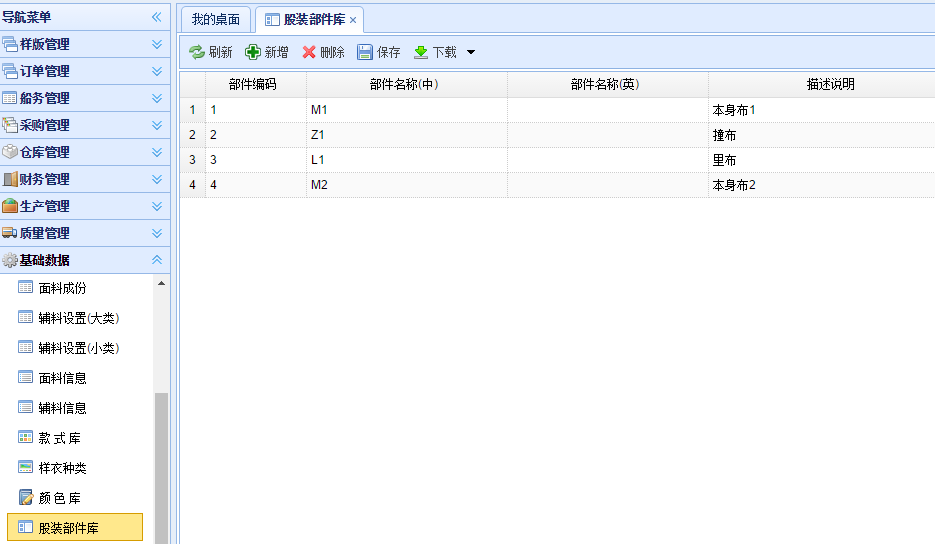 导航菜单
样版管理
订单管理
船务管理
采购管理
仓库管理
财务管理
生产管理
质量管理
基础数据
面料成份
辅料设置(大类)
辅料设置(小类)
面料信息
辅料信息
款式库
样衣种类
颜色库
股装部件库
我的桌面 股装部件库
刷新 新增 删除 保存 下载
部件编码 部件名称(中) 部件名称(英) 描述说明
1 1 M1 本身布1
2 2 Z1 撞布
3 3 L1 里布
4 4 M2 本身布2